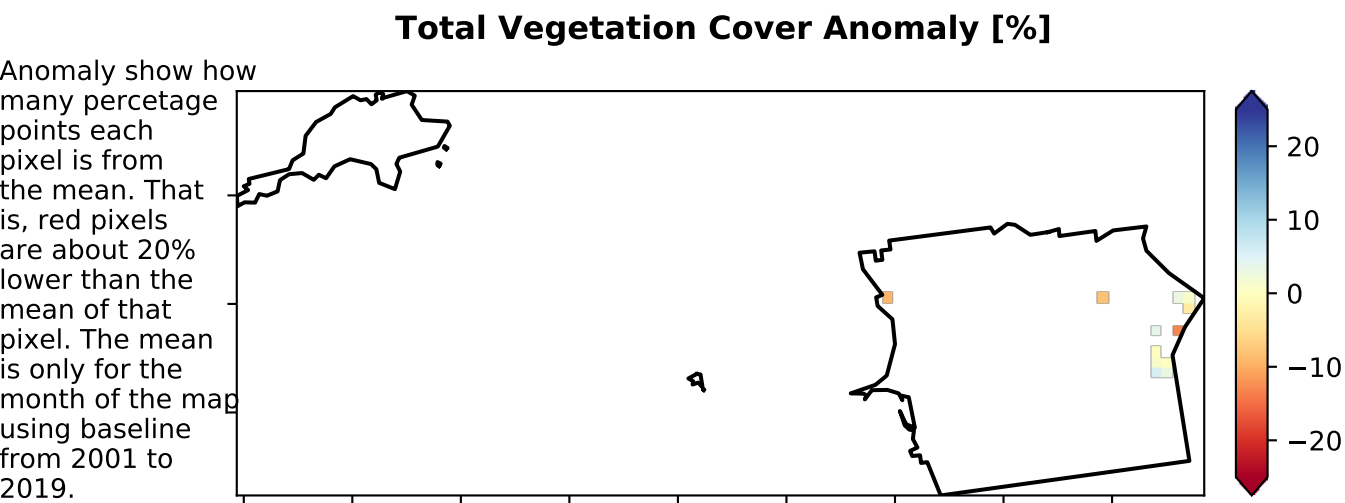 Total Vegetation Cover Anomaly [%]
Anomaly show how
many percetage
points each
pixel is from
the mean. That
is, red pixels
are about 20%
lower than the
mean of that
pixel. The mean
is only for the
month of the map
using baseline
from 2001 to
2019.
20
10
0
−10
−20